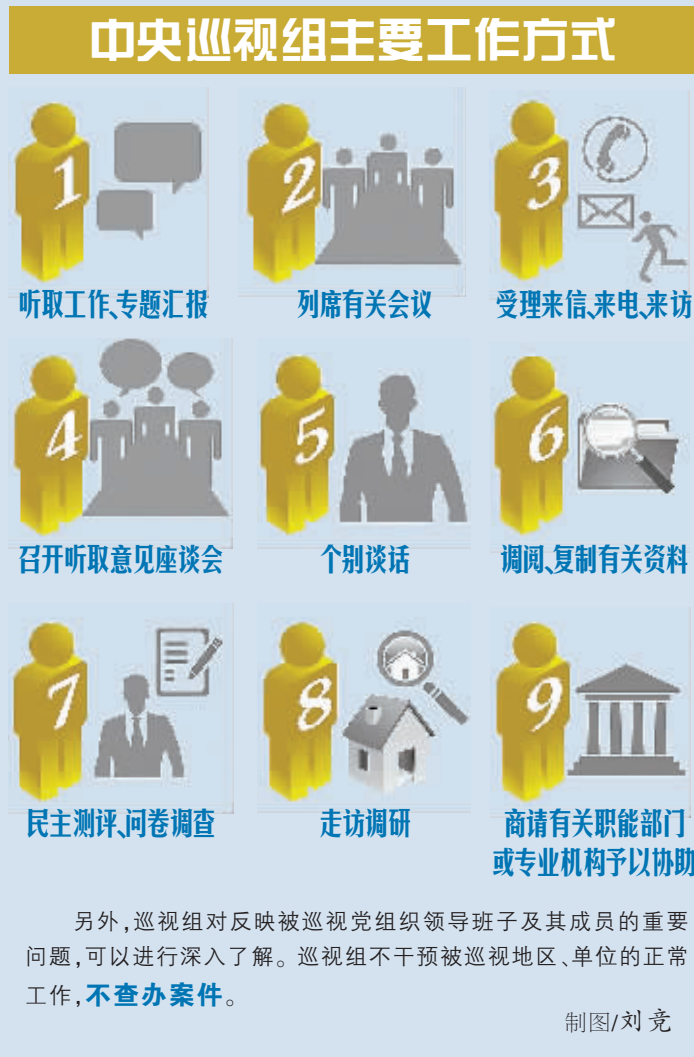 中央巡视组主要工作方式
1
听取工作、专题汇报
2
列席有关会议
3
受理来信、来电、来访
4
召开听取意见座谈会
5
个别谈话
6
调阅、复制有关资料
7
民主测评、问卷调查
8
走访调研
9
商请有关职能部门
或专业机构予以协助
另外,巡视组对反映被巡视党组织领导班子及其成员的重要
问题,可以进行深入了解。巡视组不干预被巡视地区、单位的正常
工作,不查办案件。
制图/刘竞